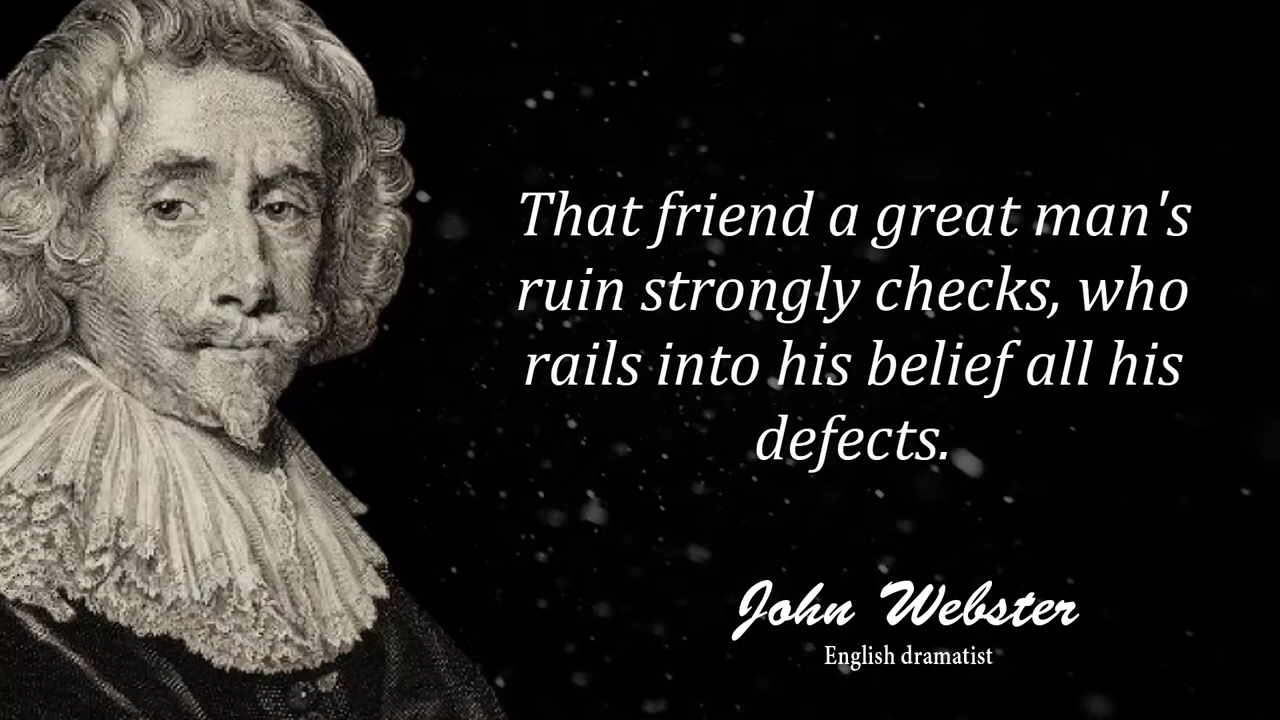 That friend a great man's
ruin strongly checks, who
rails into his belief all his
defects.
John Webster
English dramatist